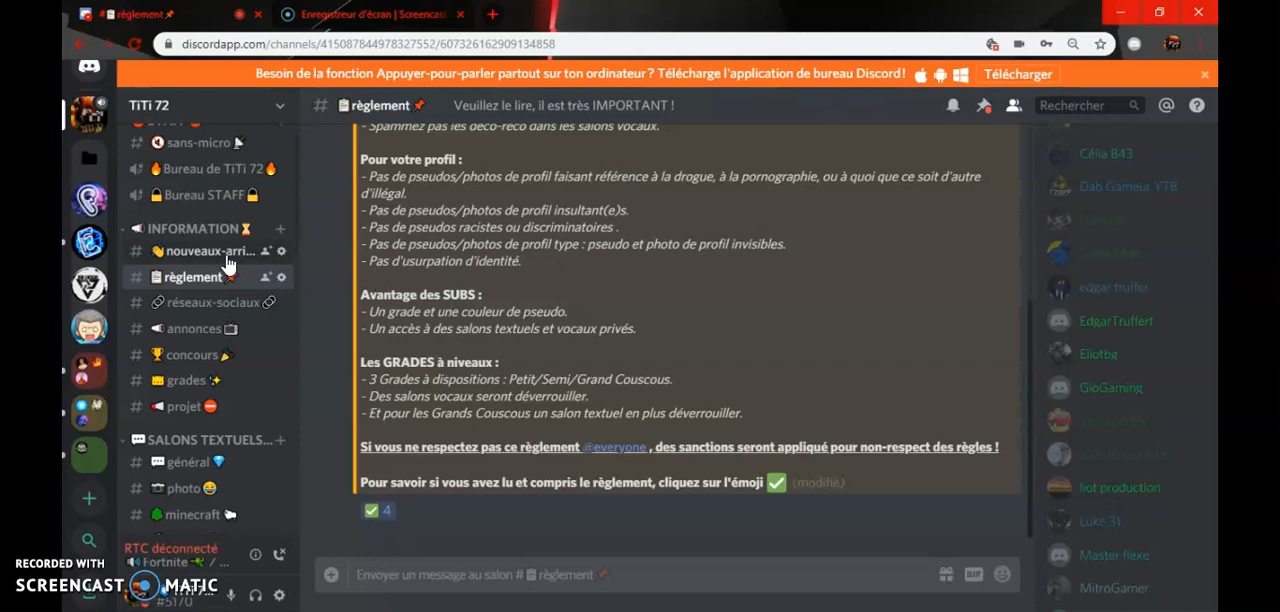 #📋règlement📌
Enregistreur d'écran | Screencast
discordapp.com/channels/415087844978327552/607326162909134858
Besoin de la fonction Appuyer-pour-parler partout sur ton ordinateur ? Télécharge l'application de bureau Discord !
Télécharger
TiTi 72
# 📋règlement📌
Veuillez le lire, il est très IMPORTANT !
Rechercher
🔇sans-micro
🔥Bureau de TiTi 72🔥
🔒Bureau STAFF🔒
📢INFORMATION⏳
👋nouveaux-arri...
📋règlement📌
🔗réseaux-sociaux🔗
📢annonces📺
🏆concours🎉
grades✨
📢projet⛔
💬SALONS TEXTUELS...
💬général💎
📷photo😂
🌲minecraft
RTC déconnecté
Fortnite
- Spammez pas les déco-reco dans les salons vocaux.
Pour votre profil :
- Pas de pseudos/photos de profil faisant référence à la drogue, à la pornographie, ou à quoi que ce soit d'autre
d'illégal.
- Pas de pseudos/photos de profil insultant(e)s.
- Pas de pseudos racistes ou discriminatoires .
- Pas de pseudos/photos de profil type : pseudo et photo de profil invisibles.
- Pas d'usurpation d'identité.
Avantage des SUBS :
- Un grade et une couleur de pseudo.
- Un accès à des salons textuels et vocaux privés.
Les GRADES à niveaux :
- 3 Grades à dispositions : Petit/Semi/Grand Couscous.
- Des salons vocaux seront déverrouiller.
- Et pour les Grands Couscous un salon textuel en plus déverrouiller.
Si vous ne respectez pas ce règlement @everyone , des sanctions seront appliqué pour non-respect des règles !
Pour savoir si vous avez lu et compris le règlement, cliquez sur l'émoji ✅ (modifié)
✅ 4
Envoyer un message au salon #📋règlement📌
GIF
Célia B43
Dab Gameur YTB
edgar truffer
EdgarTruffert
Eliotbg
GioGaming
liot production
Luke 31
Master flexe
MitroGamer
RECORDED WITH
SCREENCAST MATIC